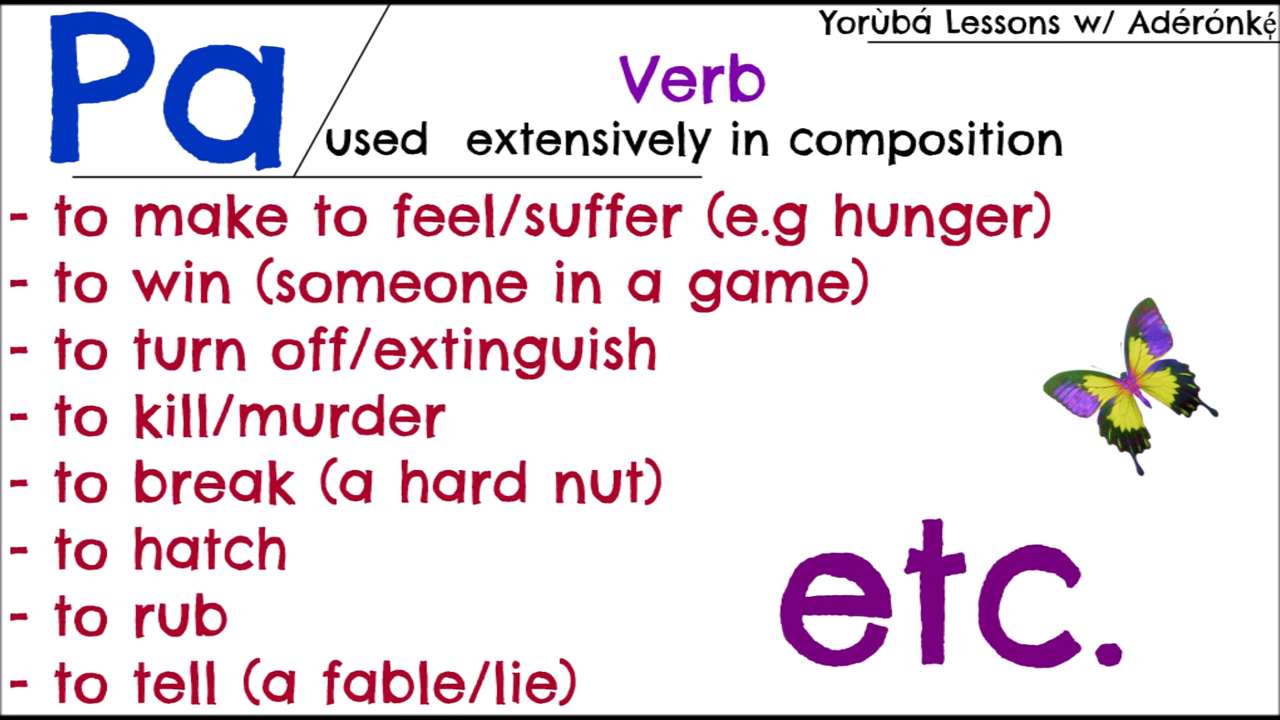 Yorùbá Lessons w/ Adérónkẹ́
Pa
Verb
used extensively in composition
- to make to feel/suffer (e.g hunger)
- to win (someone in a game)
- to turn off/extinguish
- to kill/murder
- to break (a hard nut)
- to hatch
- to rub
- to tell (a fable/lie)
etc.